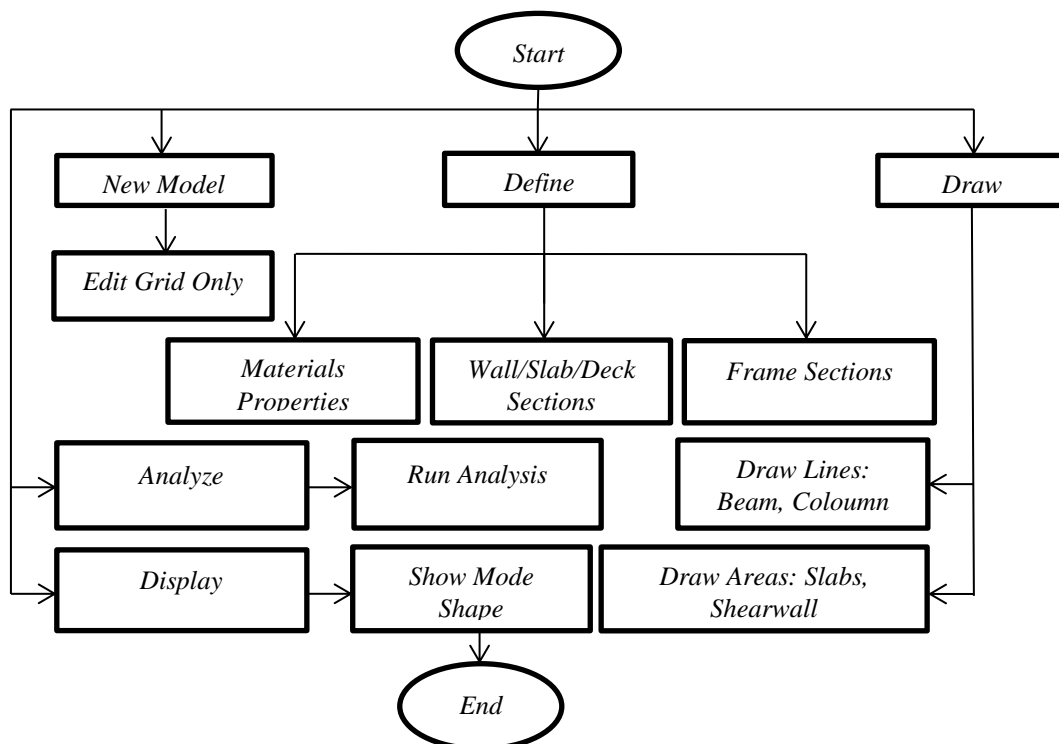 Start
New Model
Define
Draw
Edit Grid Only
Materials
Properties
Wall/Slab/Deck
Sections
Frame Sections
Analyze
Run Analysis
Draw Lines:
Beam, Coloumn
Display
Show Mode
Shape
Draw Areas: Slabs,
Shearwall
End